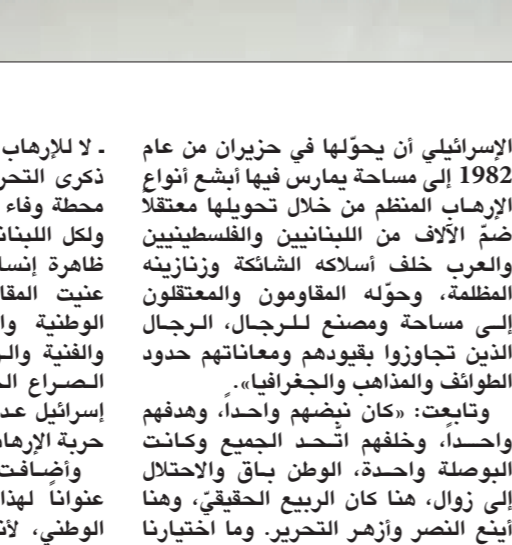 الإسرائيلي أن يحوّلها في حزيران من عام
1982 إلى مساحة يمارس فيها أبشع أنواع
الإرهاب المنظم من خلال تحويلها معتقلاً
ضمّ الآلاف من اللبنانيين والفلسطينيين
والعرب خلف أسلاكه الشائكة وزنازينه
المظلمة، وحوّله المقاومون والمعتقلون
إلى مساحة ومصنع للرجال، الرجال
الذين تجاوزوا بقيودهم ومعاناتهم حدود
الطوائف والمذاهب والجغرافيا».
وتابعت: «كان نبضهم واحداً، وهدفهم
واحداً، وخلفهم اتّحد الجميع وكانت
البوصلة واحدة، الوطن باق والاحتلال
إلى زوال، هنا كان الربيع الحقيقيّ، وهنا
أينع النصر وأزهر التحرير. وما اختيارنا
ـ لا للإرهاب
ذكرى التحر
محطة وفاء
ولكل اللبنان
ظاهرة إنسا
عنيت المقا
الوطنية وا
والفنية والر
الصراع الـ
إسرائيل عد
حربة الإرها
وأضافت
عنواناً لهذا
الوطني، لأن